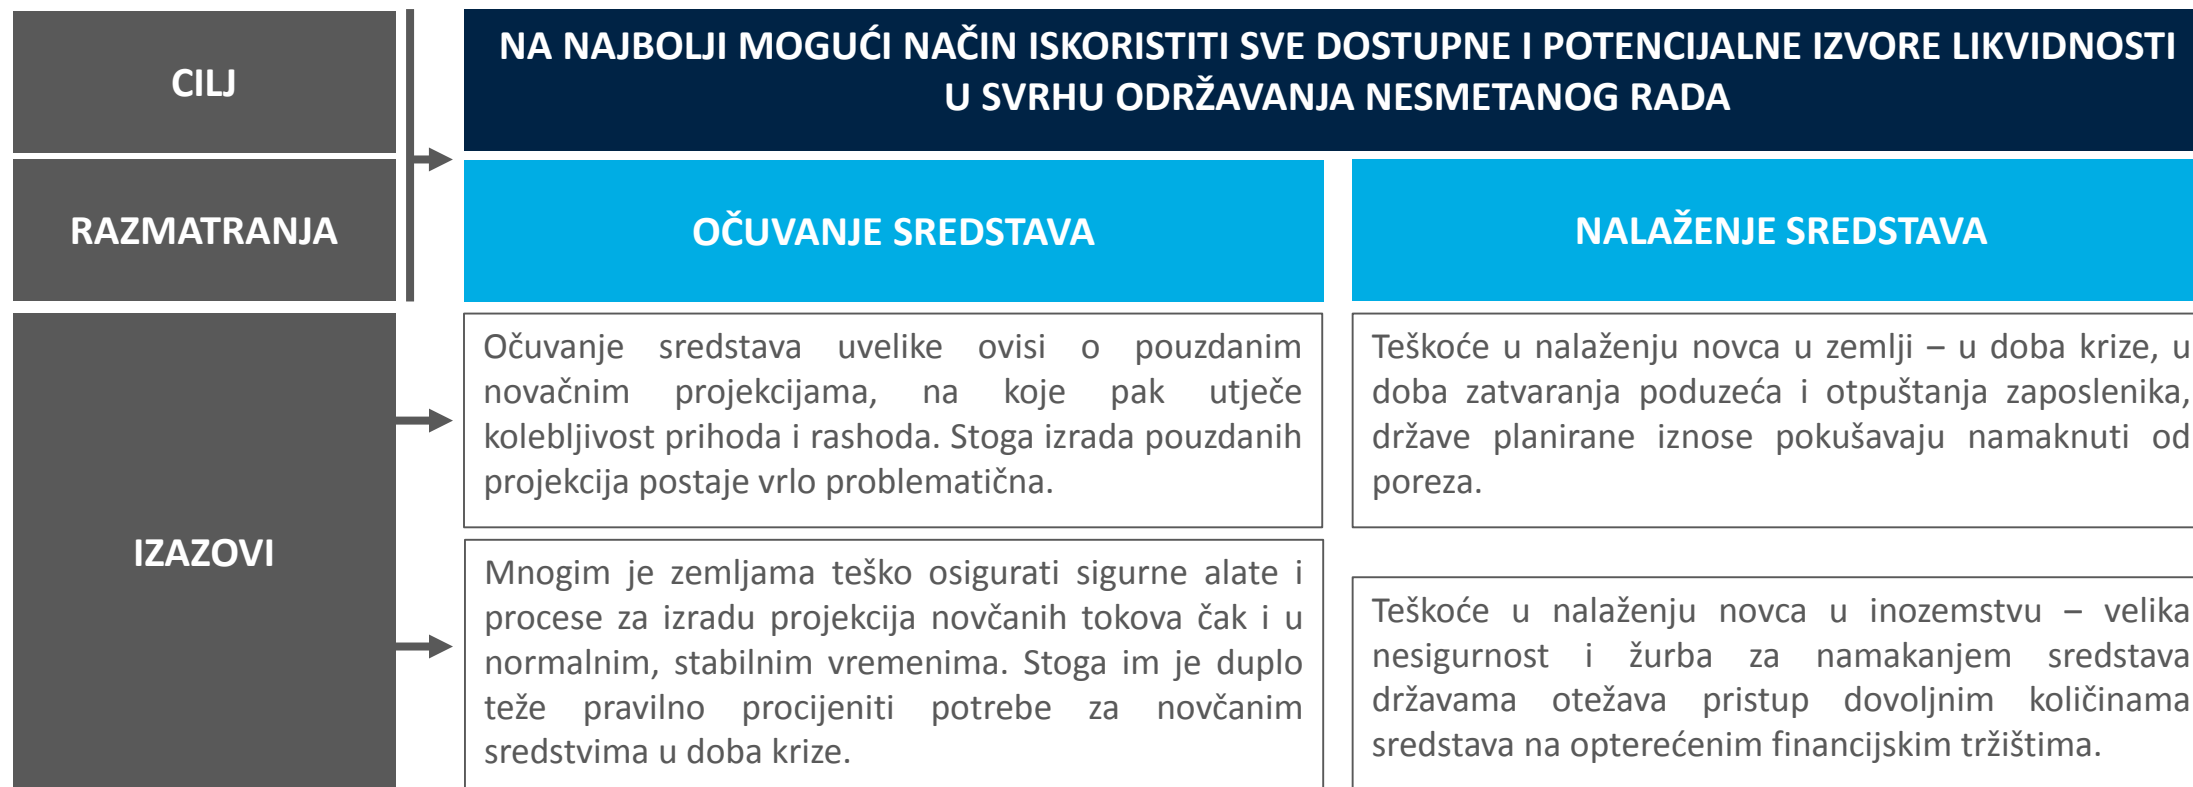 CILJ
NA NAJBOLJI MOGUĆI NAČIN ISKORISTITI SVE DOSTUPNE I POTENCIJALNE IZVORE LIKVIDNOSTI
U SVRHU ODRŽAVANJA NESMETANOG RADA
RAZMATRANJA
OČUVANJE SREDSTAVA
NALAŽENJE SREDSTAVA
IZAZOVI
Očuvanje sredstava uvelike ovisi o pouzdanim
novačnim projekcijama, na koje pak utječe
kolebljivost prihoda i rashoda. Stoga izrada pouzdanih
projekcija postaje vrlo problematična.
Teškoće u nalaženju novca u zemlji – u doba krize, u
doba zatvaranja poduzeća i otpuštanja zaposlenika,
države planirane iznose pokušavaju namaknuti od
poreza.
Mnogim je zemljama teško osigurati sigurne alate i
procese za izradu projekcija novčanih tokova čak i u
normalnim, stabilnim vremenima. Stoga im je duplo
teže pravilno procijeniti potrebe za novčanim
sredstvima u doba krize.
Teškoće u nalaženju novca u inozemstvu – velika
nesigurnost i žurba za namakanjem sredstava
državama otežava pristup dovoljnim količinama
sredstava na opterećenim financijskim tržištima.